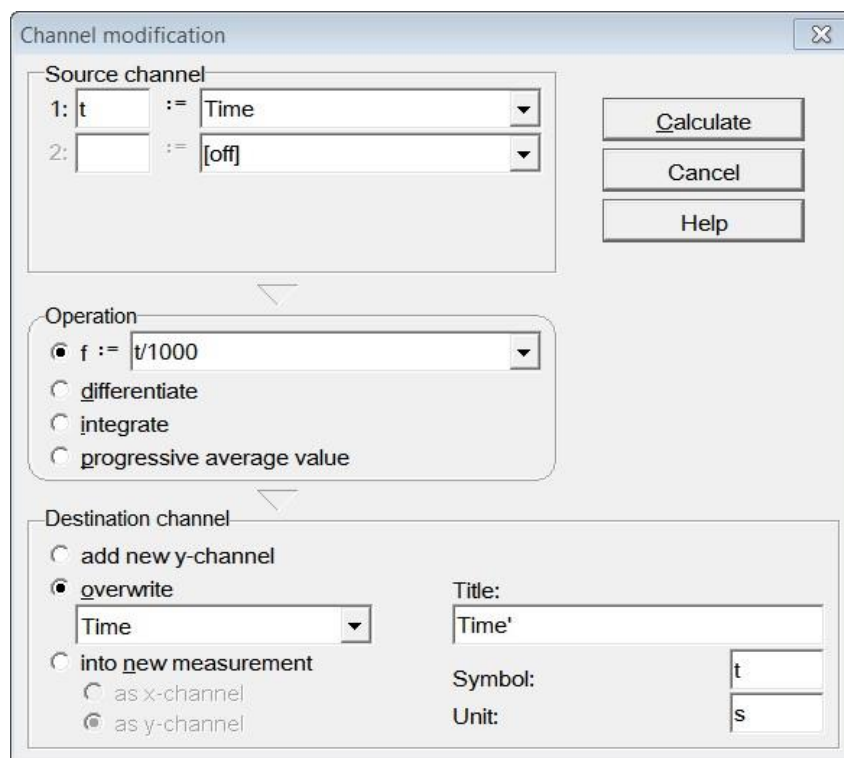 Channel modification
Source channel
1: t := Time
2: := [off]
Calculate
Cancel
Help
Operation
f := t/1000
differentiate
integrate
progressive average value
Destination channel
add new y-channel
overwrite
Time
into new measurement
as x-channel
as y-channel
Title:
Time'
Symbol: t
Unit: s